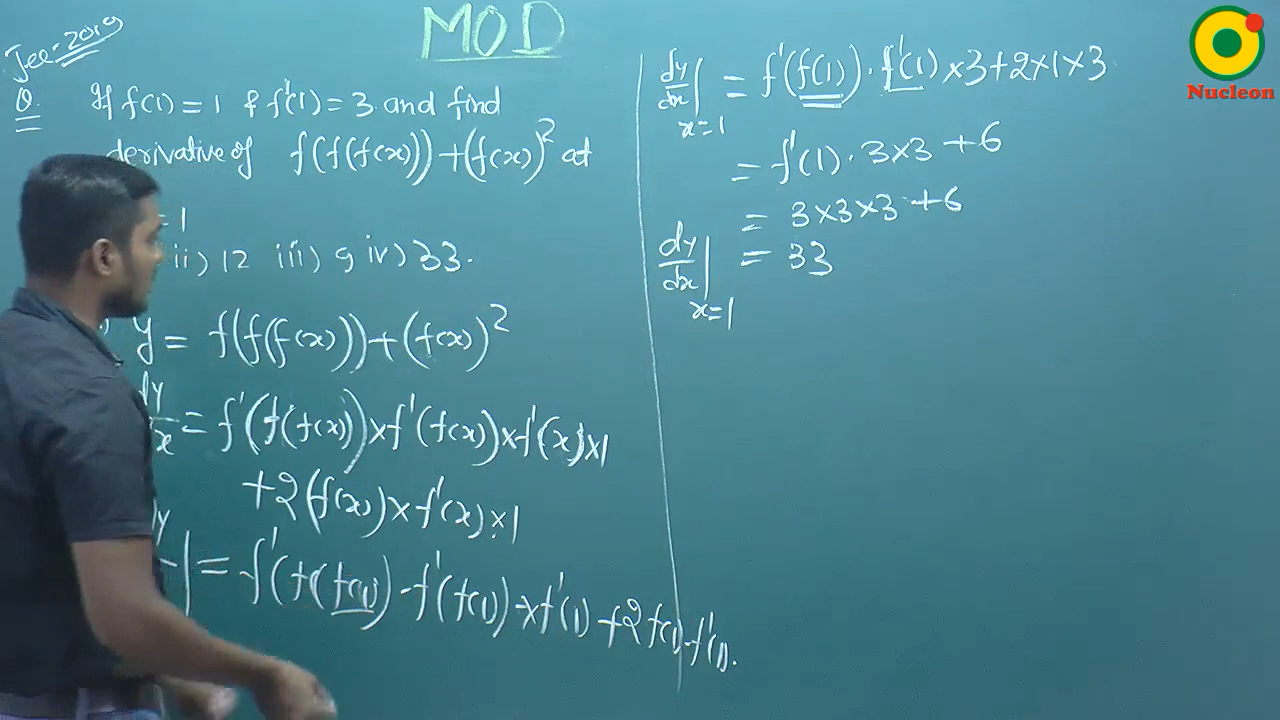 MOD
Jee-2019
Q. If f(1) = 1 & f'(1) = 3 and find
derivative of f(f(f(x))) + (f(x))² at
= 1
ii) 12 iii) 9 iv) 33.
y = f(f(f(x))) + (f(x))²
dy/x = f'(f(f(x))) × f'(f(x)) × f'(x) × 1
+ 2(f(x) × f'(x) × 1
= f'(f(f(1)) - f'(f(1)) - × f'(1) + 2 f(1) - f'(1).
dy/dx|x=1 = f'(f(1)) · f'(1) × 3 + 2 × 1 × 3
= f'(1) · 3 × 3 + 6
= 3 × 3 × 3 + 6
dy/dx|x=1 = 33
Nucleon